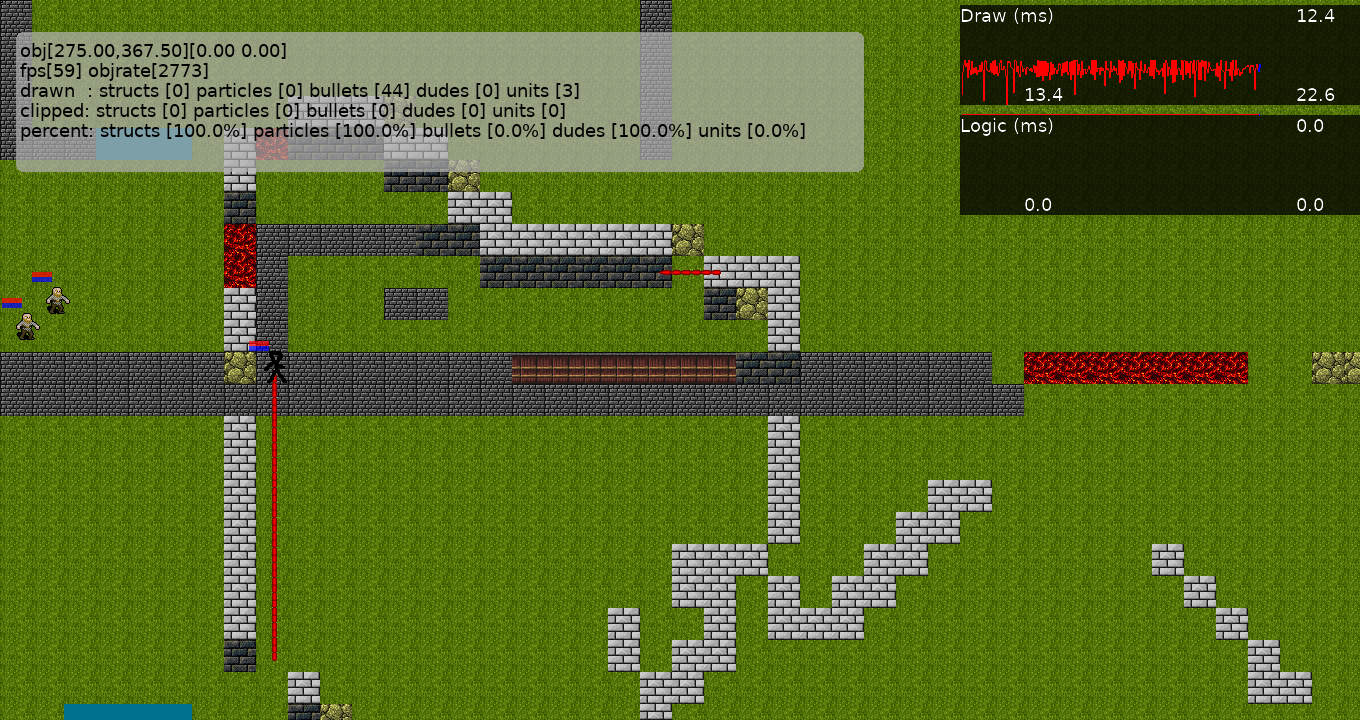 obj[275.00,367.50][0.00 0.00]
fps[59] objrate[2773]
drawn  : structs [0] particles [0] bullets [44] dudes [0] units [3]
clipped: structs [0] particles [0] bullets [0] dudes [0] units [0]
percent: structs [100.0%] particles [100.0%] bullets [0.0%] dudes [100.0%] units [0.0%]
Draw (ms) 12.4
13.4 22.6
Logic (ms) 0.0
0.0 0.0